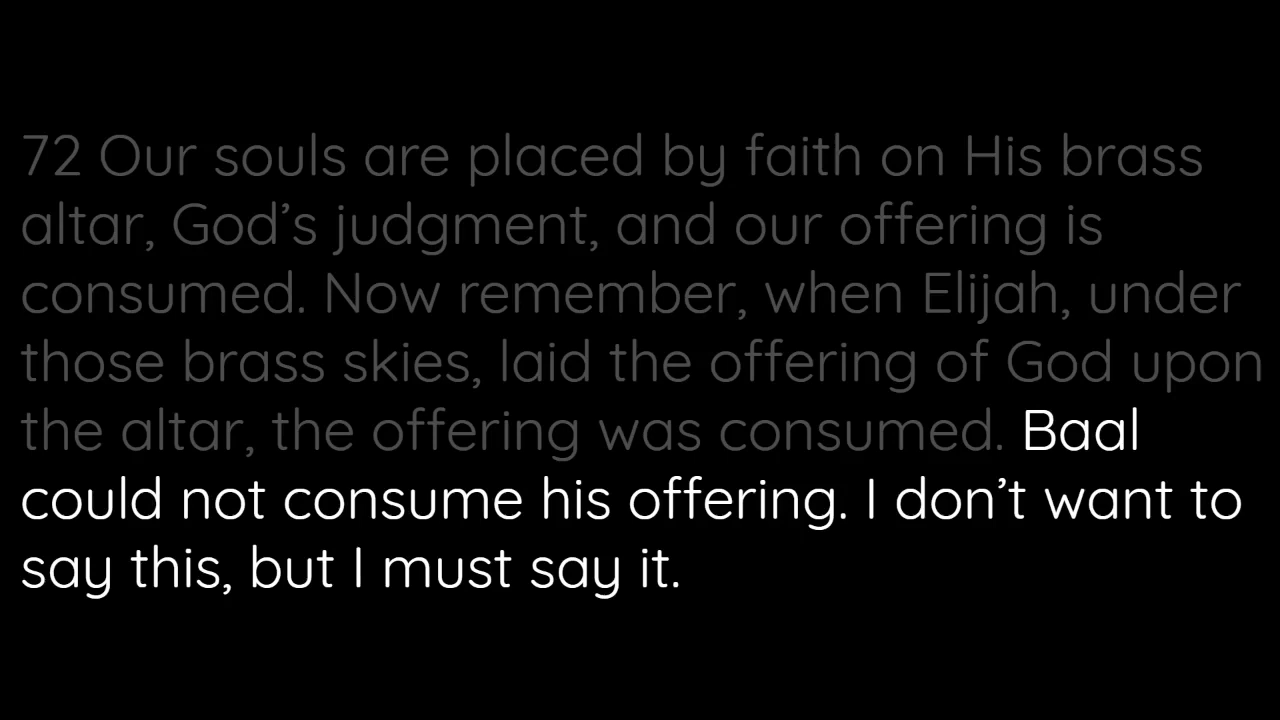 72 Our souls are placed by faith on His brass
altar, God’s judgment, and our offering is
consumed. Now remember, when Elijah, under
those brass skies, laid the offering of God upon
the altar, the offering was consumed. Baal
could not consume his offering. I don’t want to
say this, but I must say it.